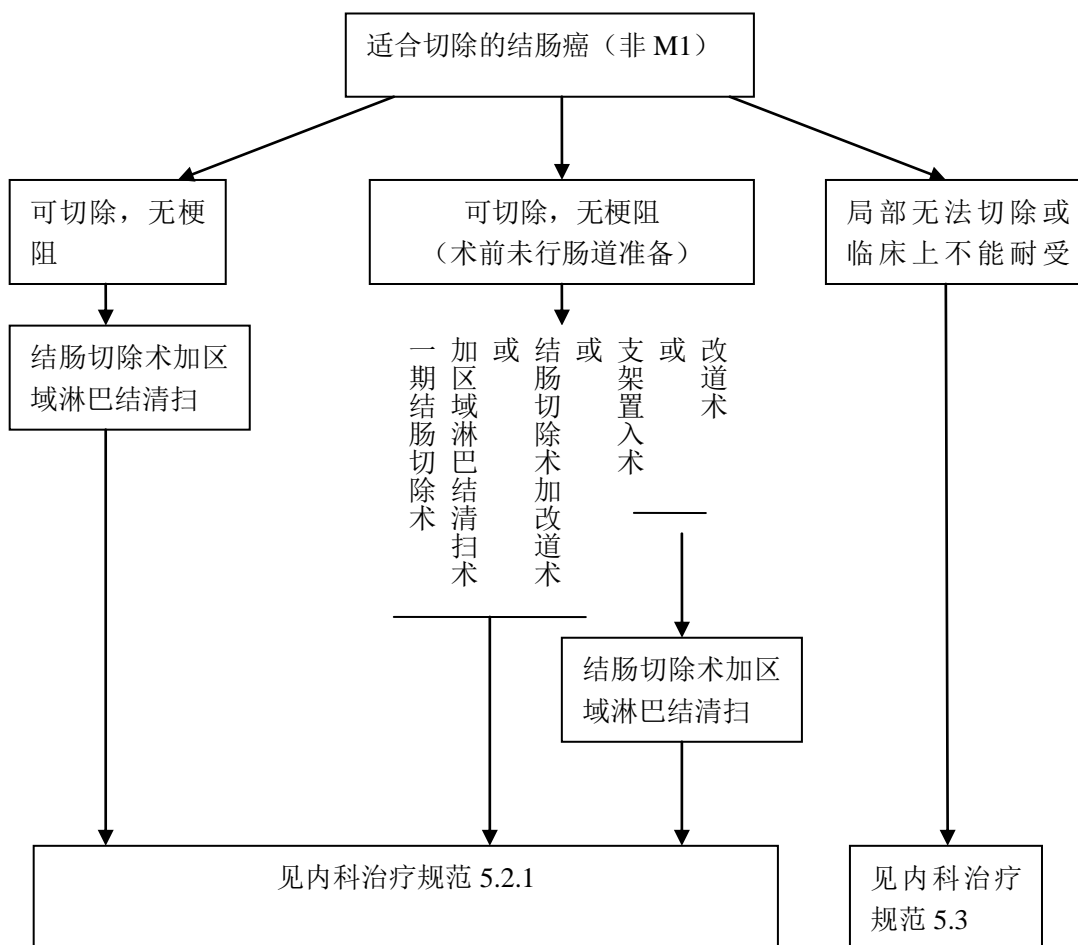 适合切除的结肠癌（非 M1）
可切除，无梗
阻
可切除，无梗阻
（术前未行肠道准备）
局部无法切除或
临床上不能耐受
结肠切除术加区
域淋巴结清扫
一期结肠切除术
加区域淋巴结清扫术
或
结肠切除术加改道术
或
支架置入术
或
改道术
结肠切除术加区
域淋巴结清扫
见内科治疗规范 5.2.1
见内科治疗
规范 5.3